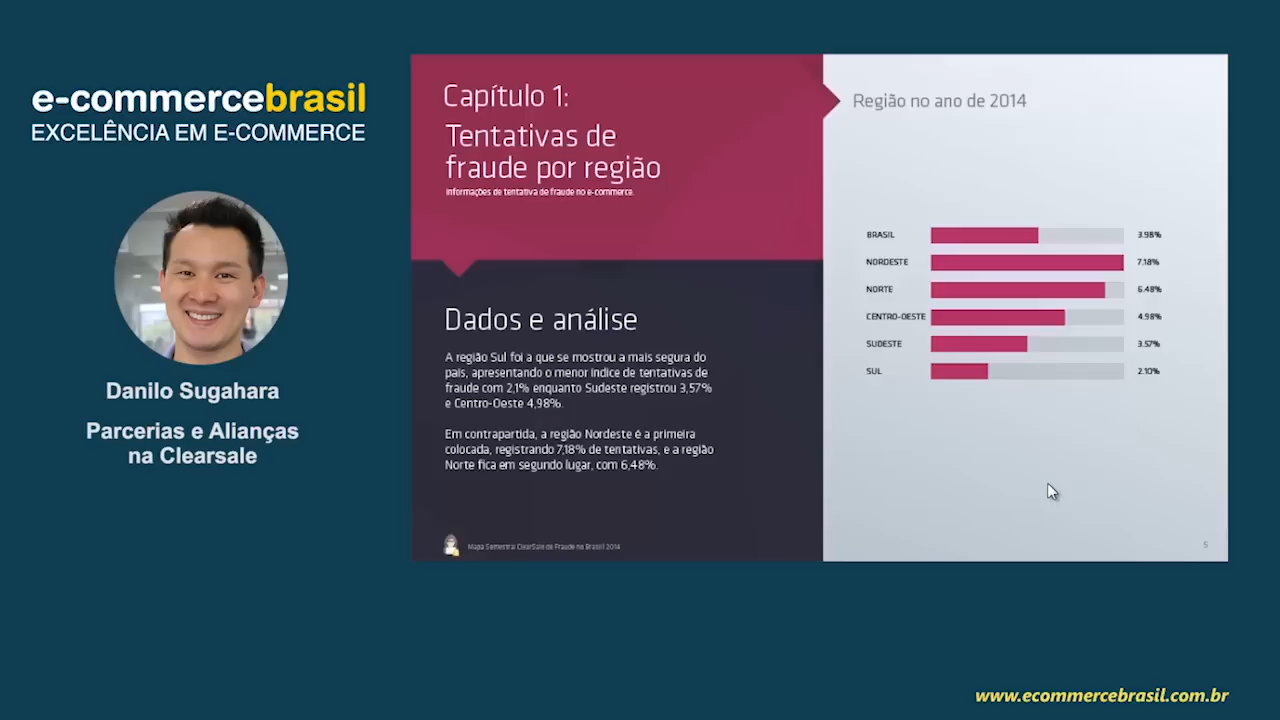 e-commercebrasil
EXCELÊNCIA EM E-COMMERCE
Danilo Sugahara
Parcerias e Alianças
na Clearsale
Capítulo 1:
Tentativas de
fraude por região
Informações de tentativa de fraude no e-commerce.
Dados e análise
A região Sul foi a que se mostrou a mais segura do
país, apresentando o menor índice de tentativas de
fraude com 2,1% enquanto Sudeste registrou 3,57%
e Centro-Oeste 4,98%.
Em contrapartida, a região Nordeste é a primeira
colocada, registrando 7,18% de tentativas, e a região
Norte fica em segundo lugar, com 6,48%.
Mapa Semestral ClearSale de Fraude no Brasil 2014
Região no ano de 2014
BRASIL 3.98%
NORDESTE 7.18%
NORTE 6.48%
CENTRO-OESTE 4.98%
SUDESTE 3.57%
SUL 2.10%
5
www.ecommercebrasil.com.br